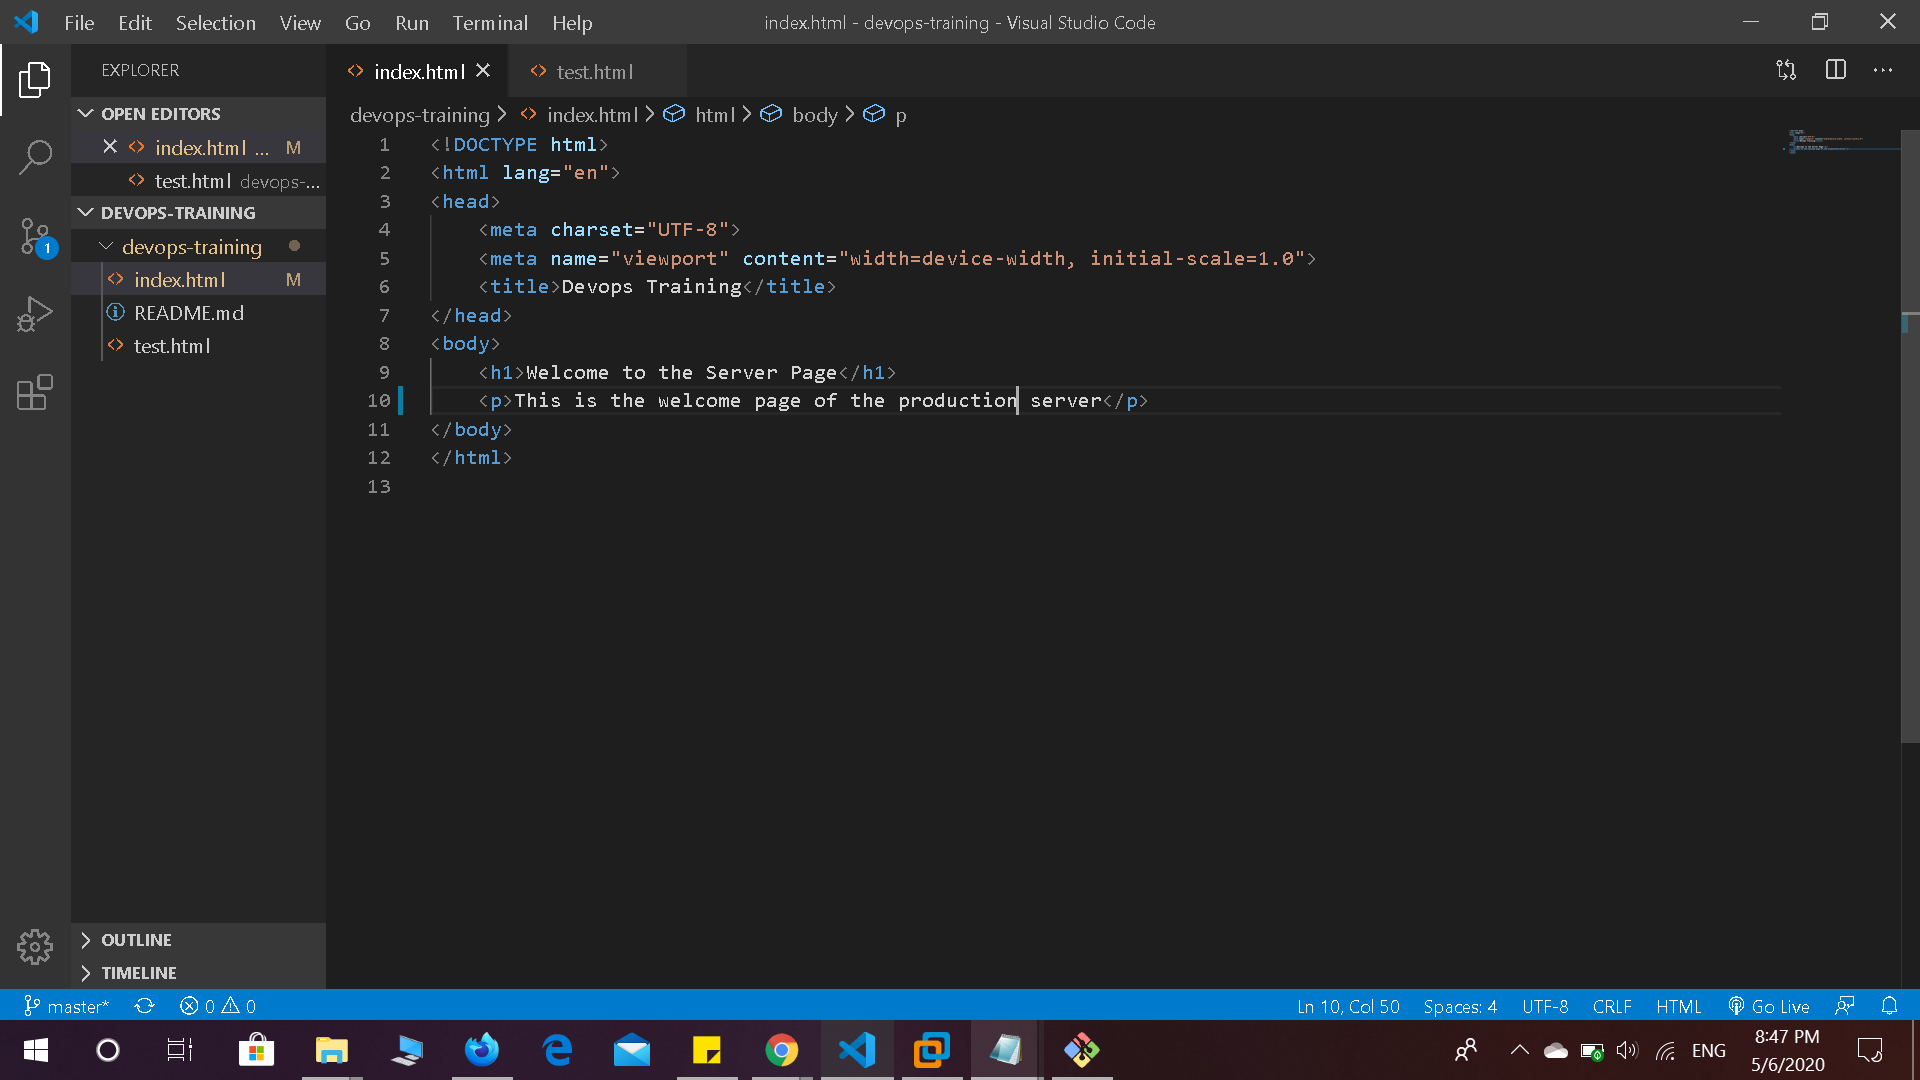 File Edit Selection View Go Run Terminal Help
index.html - devops-training - Visual Studio Code
EXPLORER
OPEN EDITORS
index.html ... M
test.html devops-...
DEVOPS-TRAINING
devops-training
index.html M
README.md
test.html
OUTLINE
TIMELINE
index.html test.html
devops-training > index.html > html > body > p
1 <!DOCTYPE html>
2 <html lang="en">
3 <head>
4 <meta charset="UTF-8">
5 <meta name="viewport" content="width=device-width, initial-scale=1.0">
6 <title>Devops Training</title>
7 </head>
8 <body>
9 <h1>Welcome to the Server Page</h1>
10 <p>This is the welcome page of the production server</p>
11 </body>
12 </html>
13
1
master* 0 0
Ln 10, Col 50 Spaces: 4 UTF-8 CRLF HTML Go Live
ENG
8:47 PM
5/6/2020